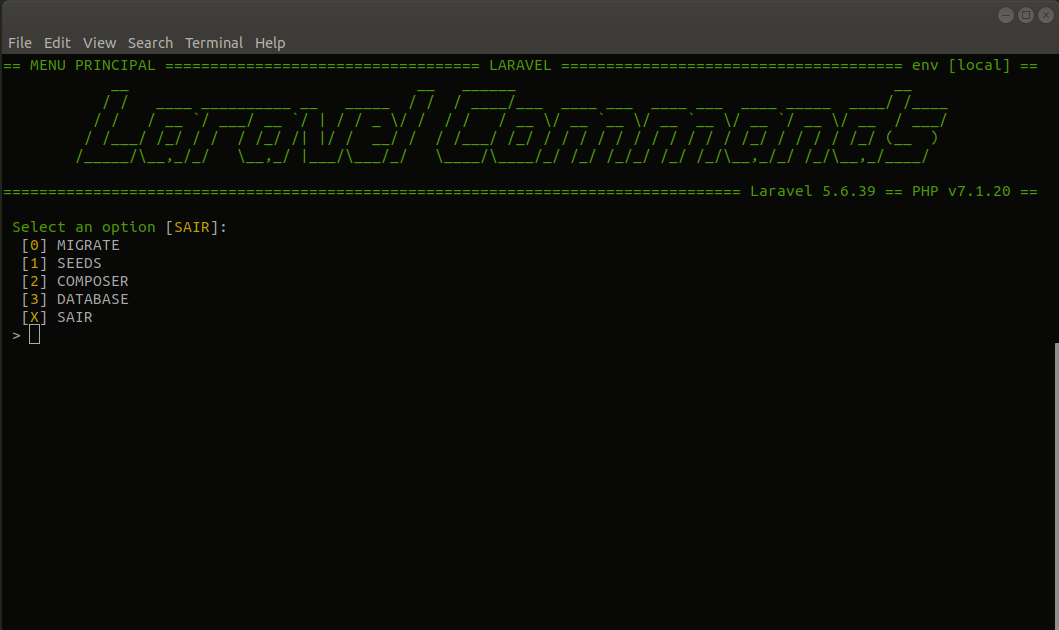 File Edit View Search Terminal Help
== MENU PRINCIPAL =================================== LARAVEL ====================================== env [local] ==
Laravel Commands
================================================================================== Laravel 5.6.39 == PHP v7.1.20 ==
Select an option [SAIR]:
[0] MIGRATE
[1] SEEDS
[2] COMPOSER
[3] DATABASE
[X] SAIR
>